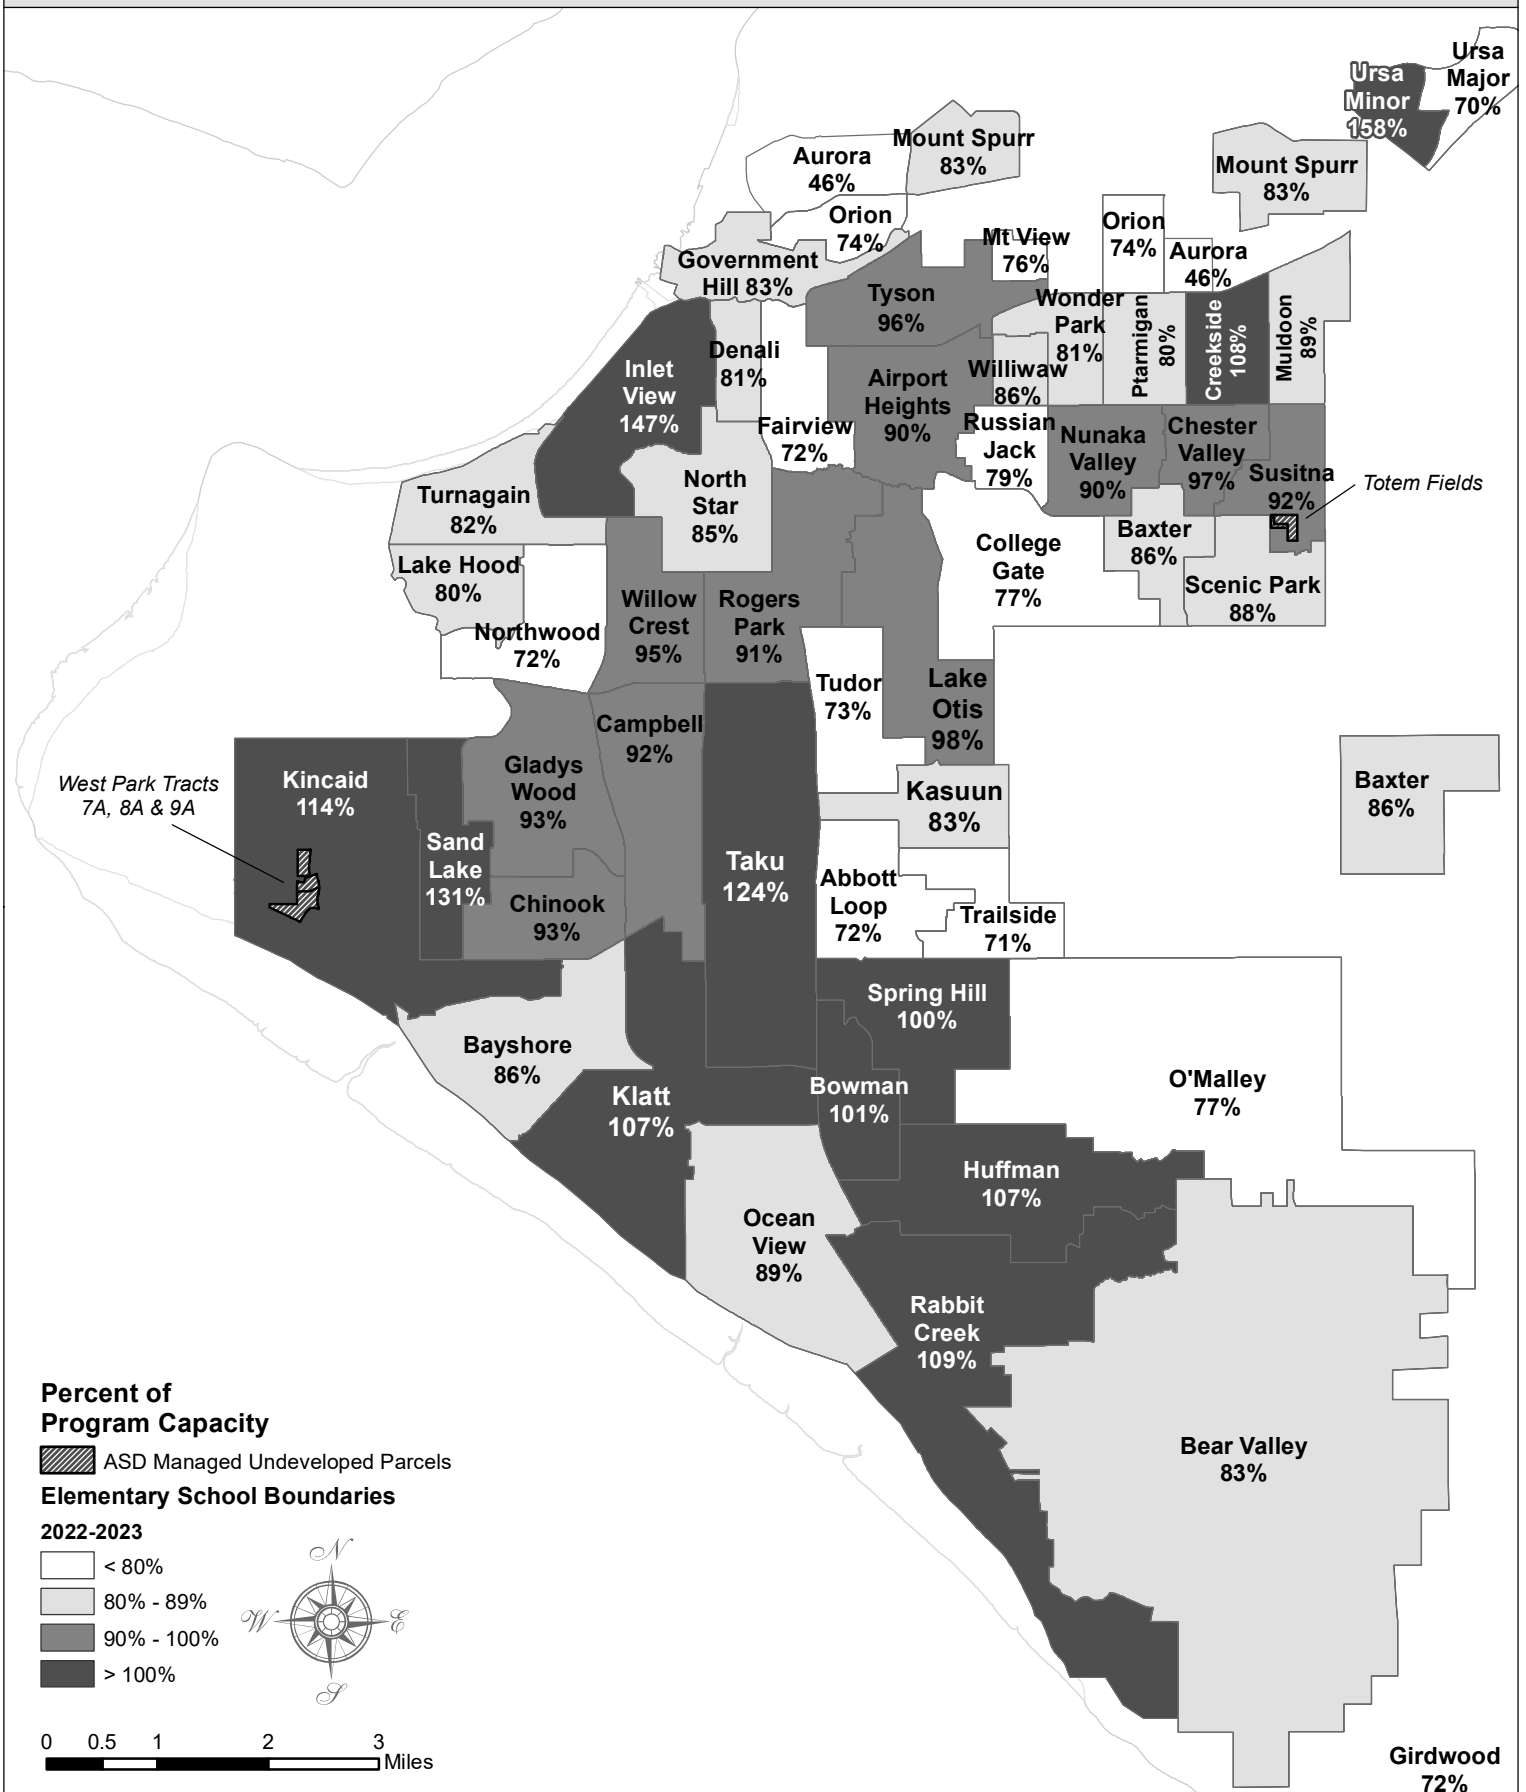 Ursa
Major
70%
Ursa
Minor
158%
Mount Spurr
83%
Aurora
46%
Mount Spurr
83%
Orion
74%
Orion
74%
Mt View
76%
Aurora
46%
Government
Hill 83%
Tyson
96%
Wonder
Park
81%
Ptarmigan
80%
Creekside
108%
Muldoon
89%
Denali
81%
Inlet
View
147%
Williwaw
86%
Airport
Heights
90%
Fairview
72%
Russian
Jack
79%
Nunaka
Valley
90%
Chester
Valley
97%
Susitna
92%
Totem Fields
North
Star
85%
Turnagain
82%
Baxter
86%
College
Gate
77%
Lake Hood
80%
Scenic Park
88%
Willow
Crest
95%
Rogers
Park
91%
Northwood
72%
Tudor
73%
Lake
Otis
98%
Campbell
92%
Gladys
Wood
93%
Kincaid
114%
West Park Tracts
7A, 8A & 9A
Baxter
86%
Kasuun
83%
Sand
Lake
131%
Taku
124%
Abbott
Loop
72%
Chinook
93%
Trailside
71%
Spring Hill
100%
Bayshore
86%
O'Malley
77%
Klatt
107%
Bowman
101%
Huffman
107%
Ocean
View
89%
Rabbit
Creek
109%
Bear Valley
83%
Percent of
Program Capacity
ASD Managed Undeveloped Parcels
Elementary School Boundaries
2022-2023
< 80%
80% - 89%
90% - 100%
> 100%
N
W
E
S
0 0.5 1 2 3
Miles
Girdwood
72%